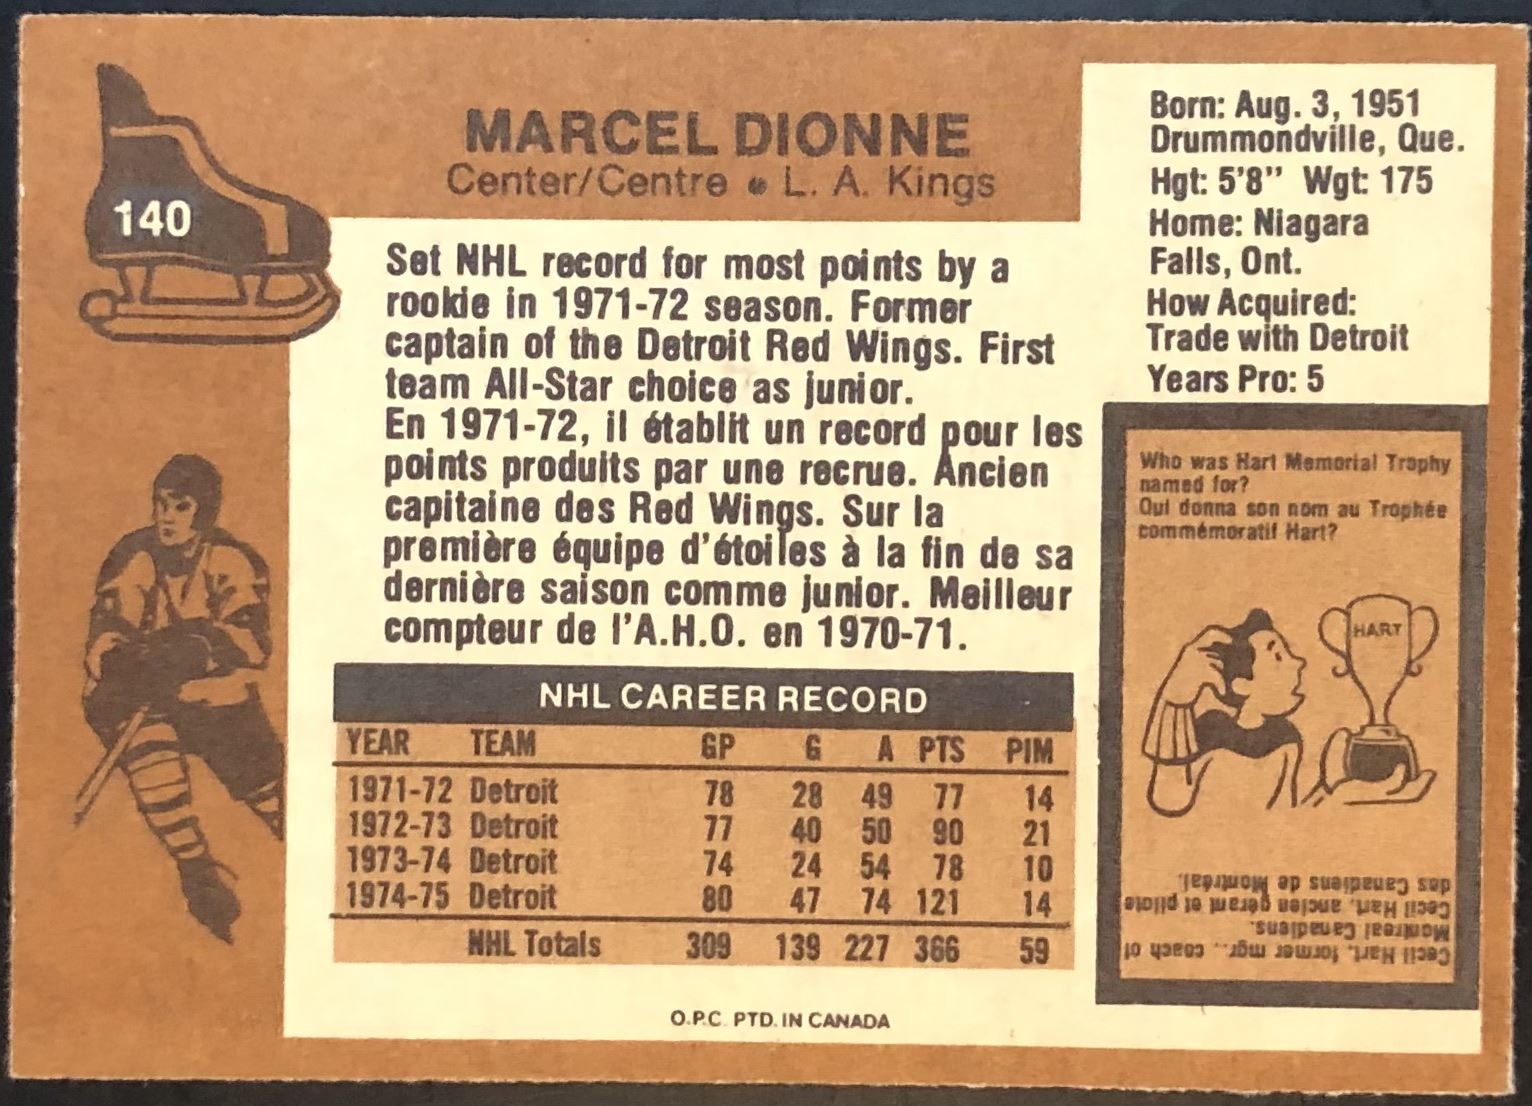 140
MARCEL DIONNE
Center/Centre • L. A. Kings
Born: Aug. 3, 1951
Drummondville, Que.
Hgt: 5'8" Wgt: 175
Home: Niagara
Falls, Ont.
How Acquired:
Trade with Detroit
Years Pro: 5
Set NHL record for most points by a
rookie in 1971-72 season. Former
captain of the Detroit Red Wings. First
team All-Star choice as junior.
En 1971-72, il établit un record pour les
points produits par une recrue. Ancien
capitaine des Red Wings. Sur la
première équipe d'étoiles à la fin de sa
dernière saison comme junior. Meilleur
compteur de l'A.H.O. en 1970-71.
NHL CAREER RECORD
YEAR TEAM GP G A PTS PIM
1971-72 Detroit 78 28 49 77 14
1972-73 Detroit 77 40 50 90 21
1973-74 Detroit 74 24 54 78 10
1974-75 Detroit 80 47 74 121 14
NHL Totals 309 139 227 366 59
O.P.C. PTD. IN CANADA
Who was Hart Memorial Trophy
named for?
Qui donna son nom au Trophée
commémoratif Hart?
HART
Cecil Hart, former mgr., coach of
Montreal Canadiens.
Cecil Hart, ancien gérant et pilote
des Canadiens de Montréal.